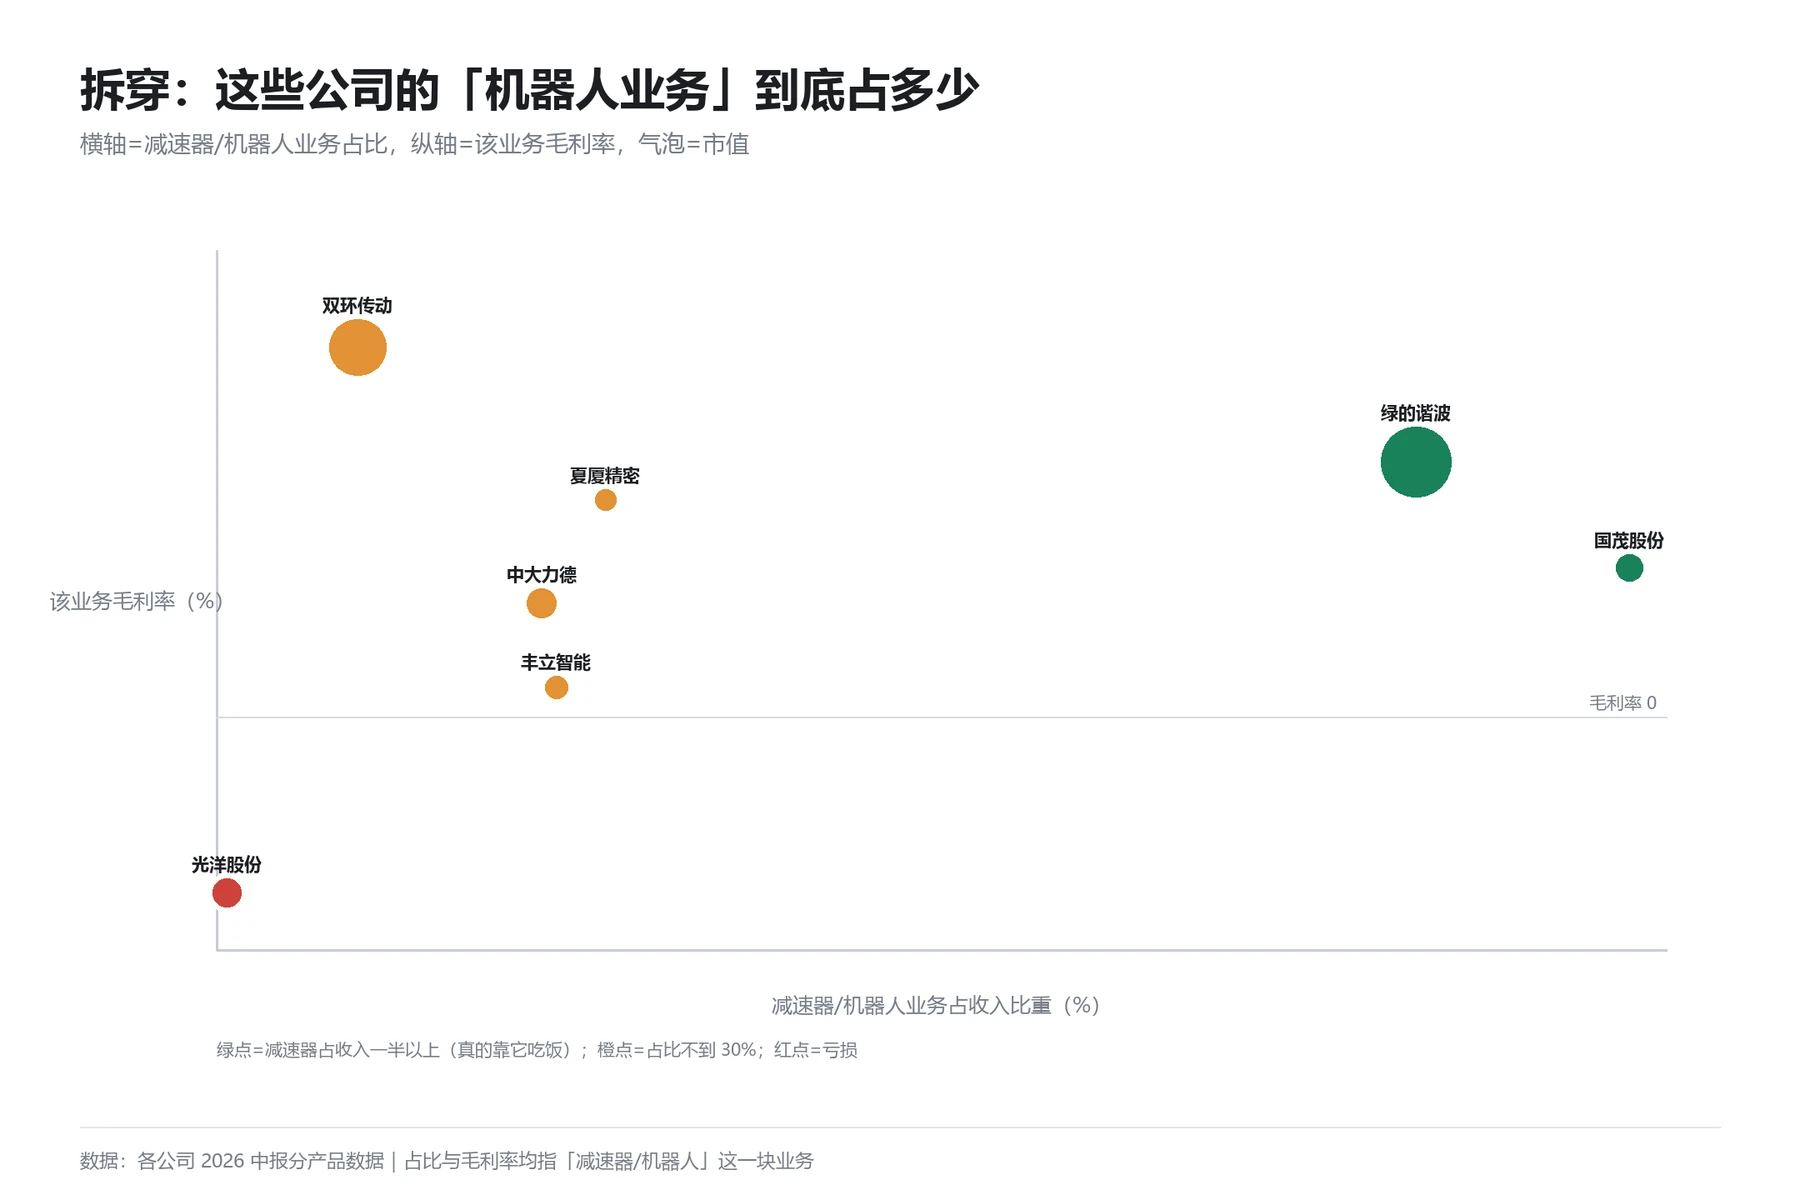 拆穿：这些公司的「机器人业务」到底占多少
横轴=减速器/机器人业务占比，纵轴=该业务毛利率，气泡=市值
双环传动
绿的谐波
夏厦精密
国茂股份
中大力德
该业务毛利率（%）
丰立智能
毛利率 0
光洋股份
减速器/机器人业务占收入比重（%）
绿点=减速器占收入一半以上（真的靠它吃饭）；橙点=占比不到 30%；红点=亏损
数据：各公司 2026 中报分产品数据 | 占比与毛利率均指「减速器/机器人」这一块业务